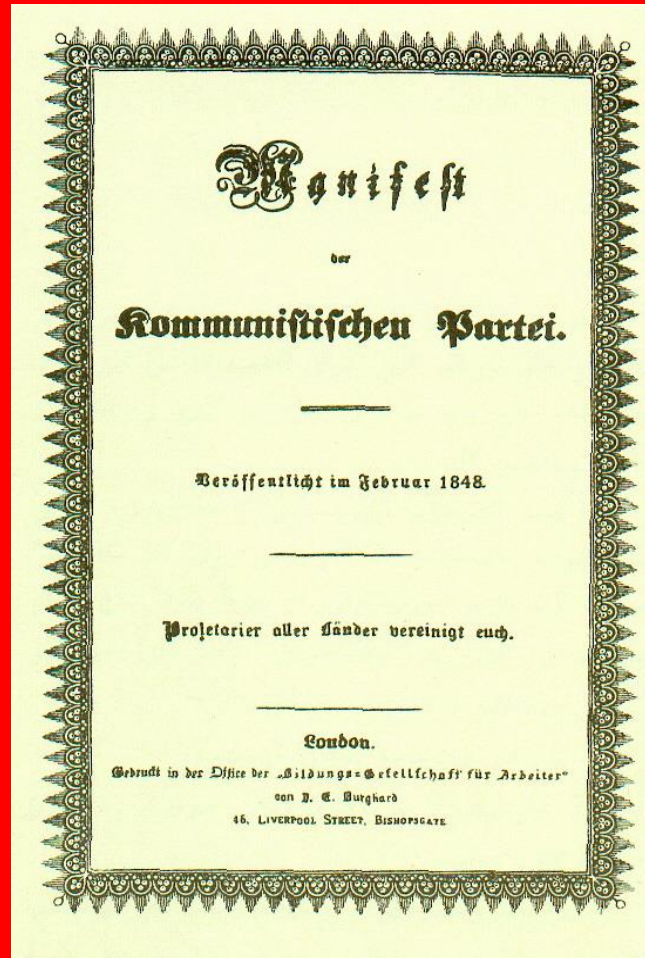 Manifest
der
Kommunistischen Partei.
Veröffentlicht im Februar 1848.
Proletarier aller Länder vereinigt euch.
London.
Gedruckt in der Office der „Bildungs=Gesellschaft für Arbeiter“
von J. E. Burghard
46, LIVERPOOL STREET, BISHOPSGATE